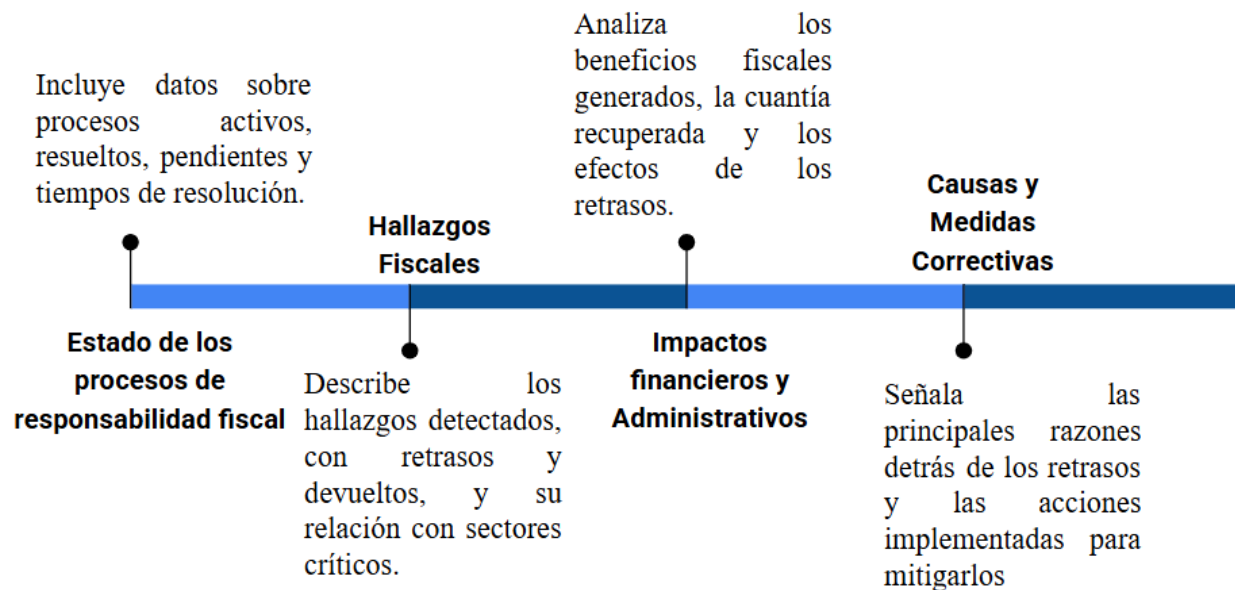 Incluye datos sobre
procesos activos,
resueltos, pendientes y
tiempos de resolución.
Estado de los
procesos de
responsabilidad fiscal
Hallazgos
Fiscales
Describe los
hallazgos detectados,
con retrasos y
devueltos, y su
relación con sectores
críticos.
Analiza los
beneficios fiscales
generados, la cuantía
recuperada y los
efectos de los
retrasos.
Impactos
financieros y
Administrativos
Causas y
Medidas
Correctivas
Señala las
principales razones
detrás de los retrasos
y las acciones
implementadas para
mitigarlos